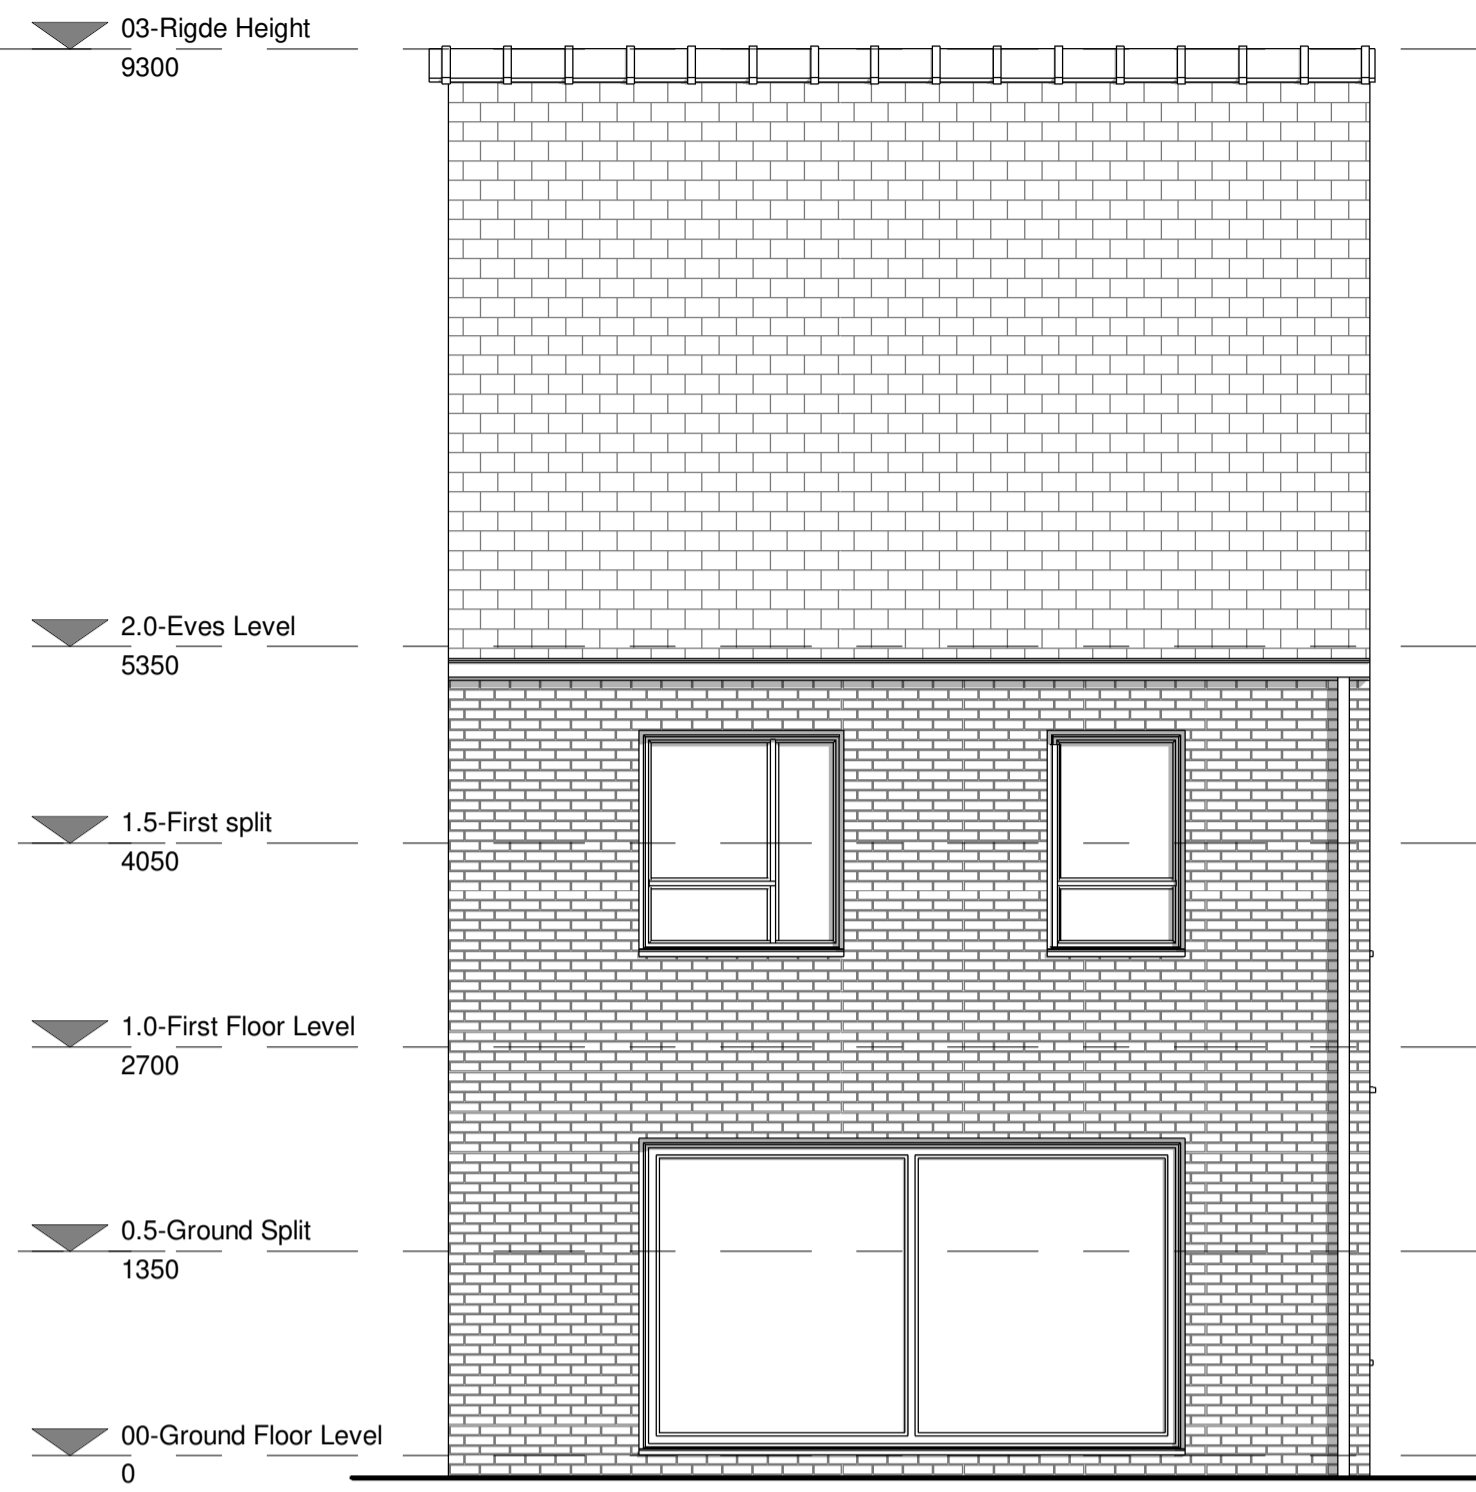 03-Rigde Height
9300
2.0-Eves Level
5350
1.5-First split
4050
1.0-First Floor Level
2700
0.5-Ground Split
1350
00-Ground Floor Level
0